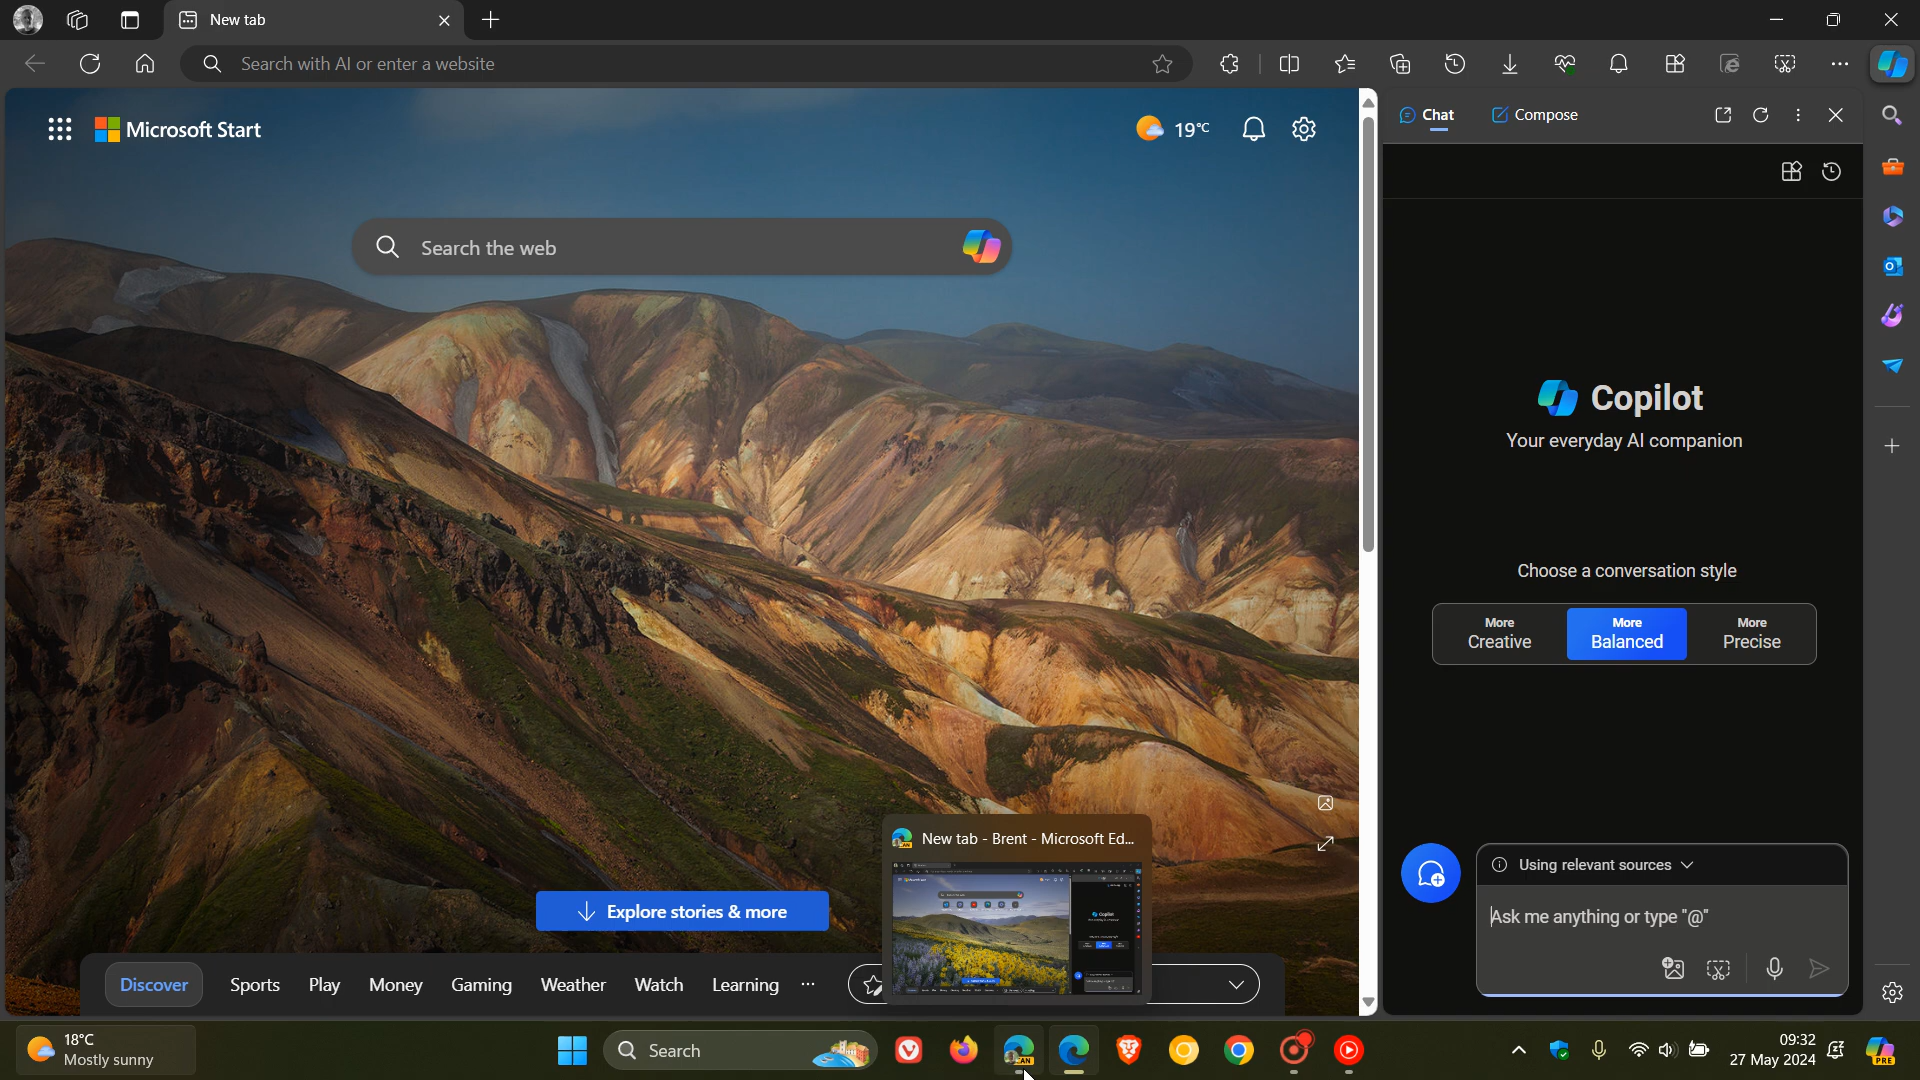 New tab
Search with AI or enter a website
Microsoft Start
19°C
Search the web
Chat
Compose
Copilot
Your everyday AI companion
Choose a conversation style
More
Creative
More
Balanced
More
Precise
Using relevant sources
Ask me anything or type "@"
New tab - Brent - Microsoft Ed...
Explore stories & more
Discover
Sports
Play
Money
Gaming
Weather
Watch
Learning
18°C
Mostly sunny
Search
CAN
09:32
27 May 2024
PRE